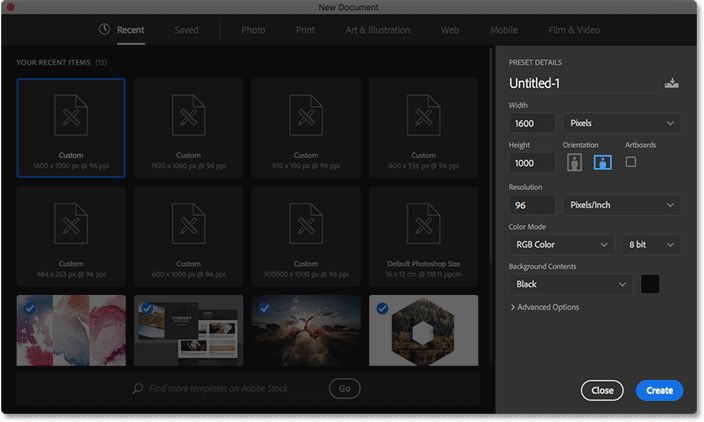 New Document
Recent Saved Photo Print Art & Illustration Web Mobile Film & Video
YOUR RECENT ITEMS (13)
Custom
1600 x 1000 px @ 96 ppi
Custom
1920 x 1080 px @ 96 ppi
Custom
810 x 100 px @ 96 ppi
Custom
600 x 336 px @ 96 ppi
Custom
484 x 253 px @ 96 ppi
Custom
600 x 1000 px @ 96 ppi
Custom
300000 x 1000 px @ 96 ppi
Default Photoshop Size
16 x 12 cm @ 118.11 ppcm
Find more templates on Adobe Stock
Go
PRESET DETAILS
Untitled-1
Width
1600 Pixels
Height Orientation Artboards
1000
Resolution
96 Pixels/Inch
Color Mode
RGB Color 8 bit
Background Contents
Black
Advanced Options
Close Create